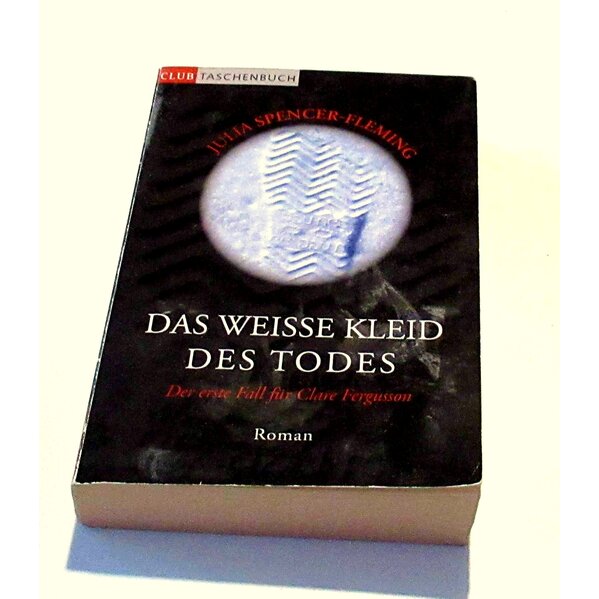 CLUB TASCHENBUCH
JULIA SPENCER-FLEMING
DAS WEISSE KLEID
DES TODES
Der erste Fall für Clare Fergusson
Roman